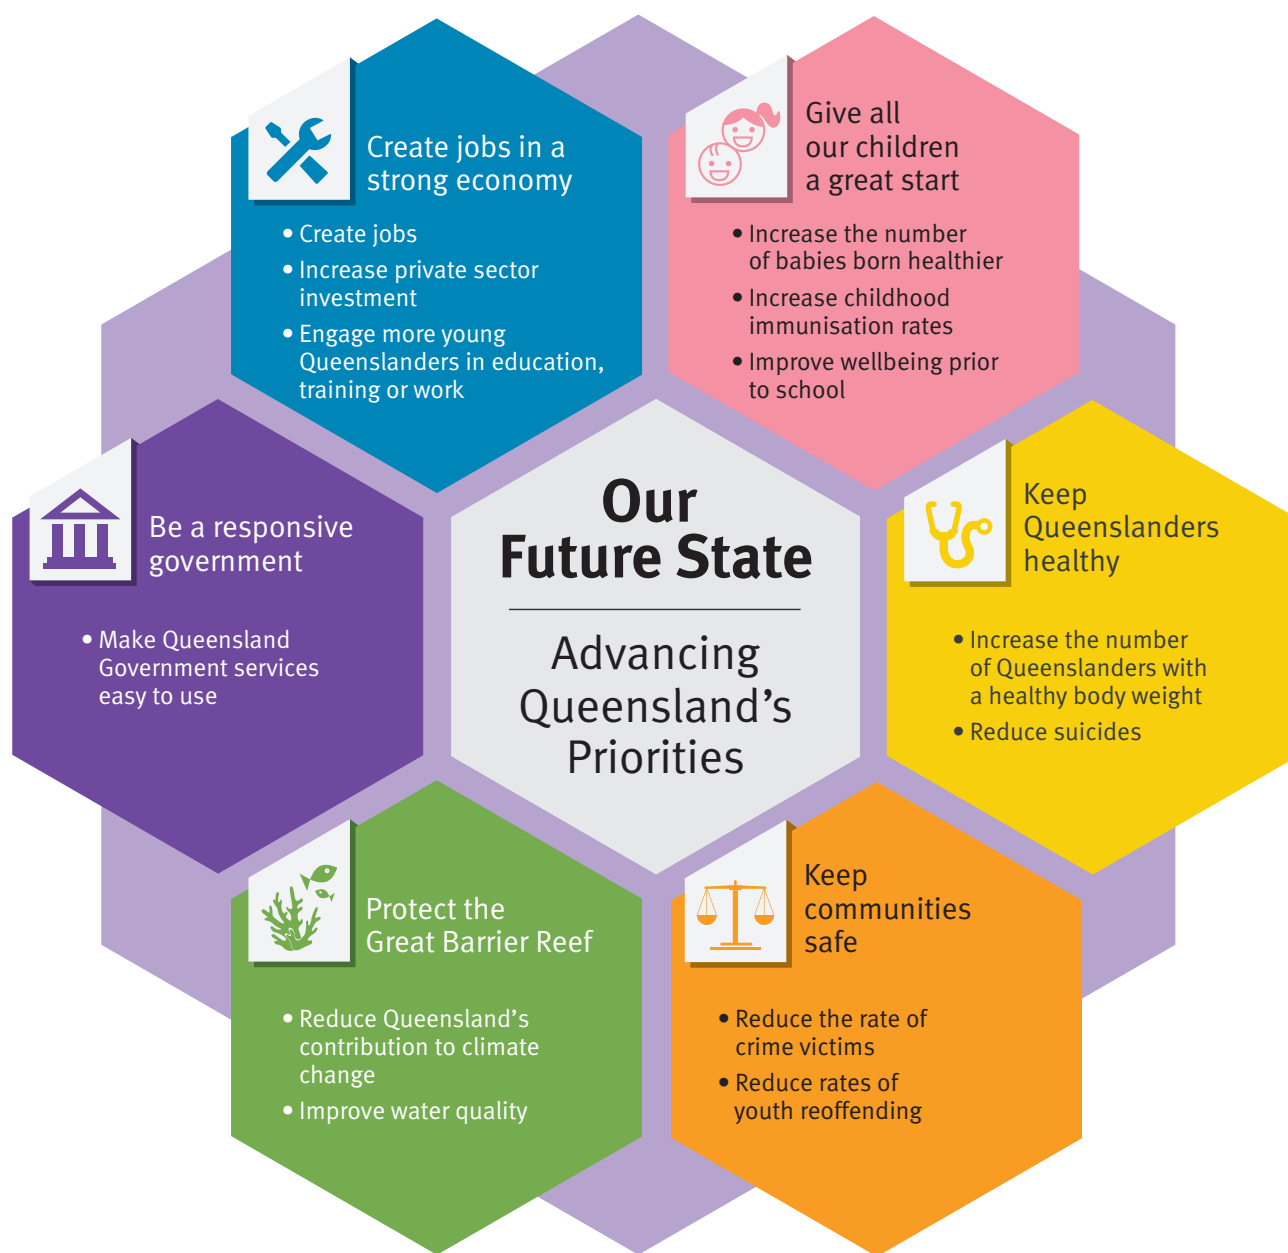 Create jobs in a
strong economy
• Create jobs
• Increase private sector
investment
• Engage more young
Queenslanders in education,
training or work
Give all
our children
a great start
• Increase the number
of babies born healthier
• Increase childhood
immunisation rates
• Improve wellbeing prior
to school
Be a responsive
government
• Make Queensland
Government services
easy to use
Our
Future State
Advancing
Queensland’s
Priorities
Keep
Queenslanders
healthy
• Increase the number
of Queenslanders with
a healthy body weight
• Reduce suicides
Protect the
Great Barrier Reef
• Reduce Queensland’s
contribution to climate
change
• Improve water quality
Keep
communities
safe
• Reduce the rate of
crime victims
• Reduce rates of
youth reoffending